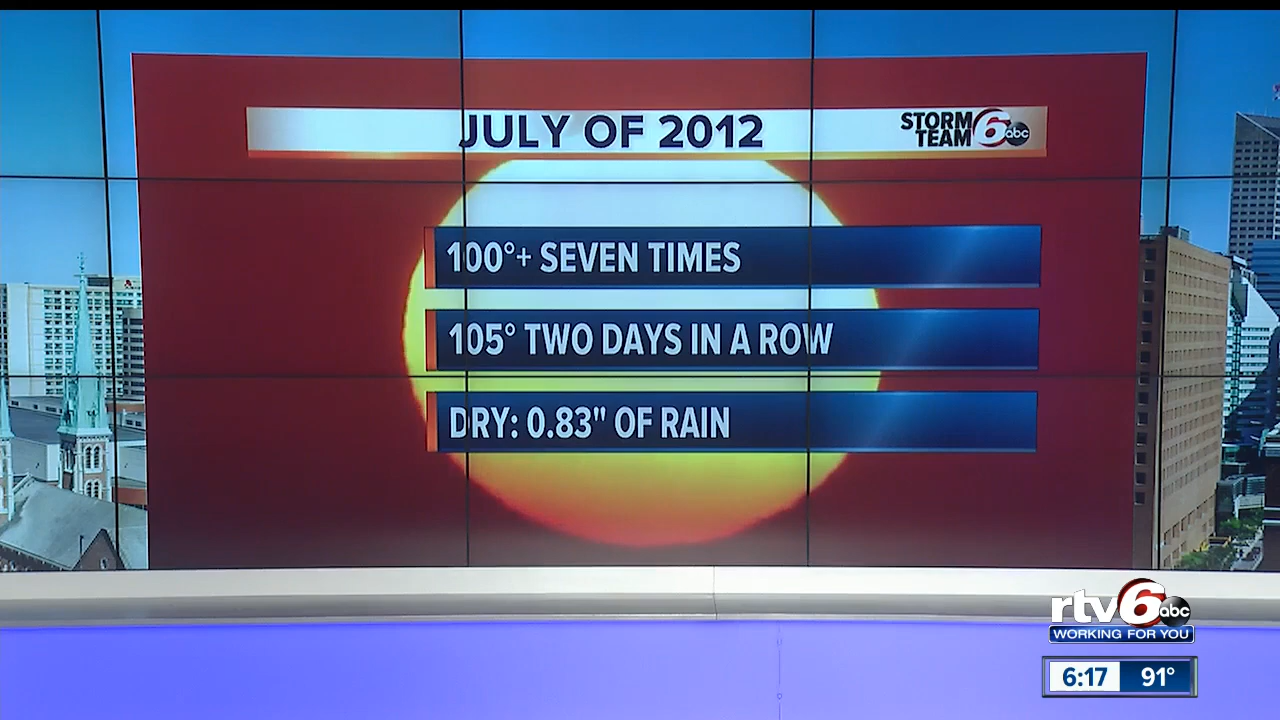 JULY OF 2012
STORM TEAM 6 abc
100°+ SEVEN TIMES
105° TWO DAYS IN A ROW
DRY: 0.83" OF RAIN
rtv6 abc
WORKING FOR YOU
6:17 91°